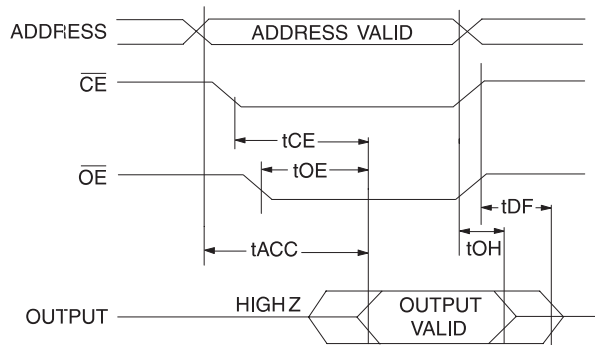 ADDRESS
ADDRESS VALID
CE
tCE
tOE
OE
tDF
tACC
tOH
HIGH Z
OUTPUT
OUTPUT
VALID